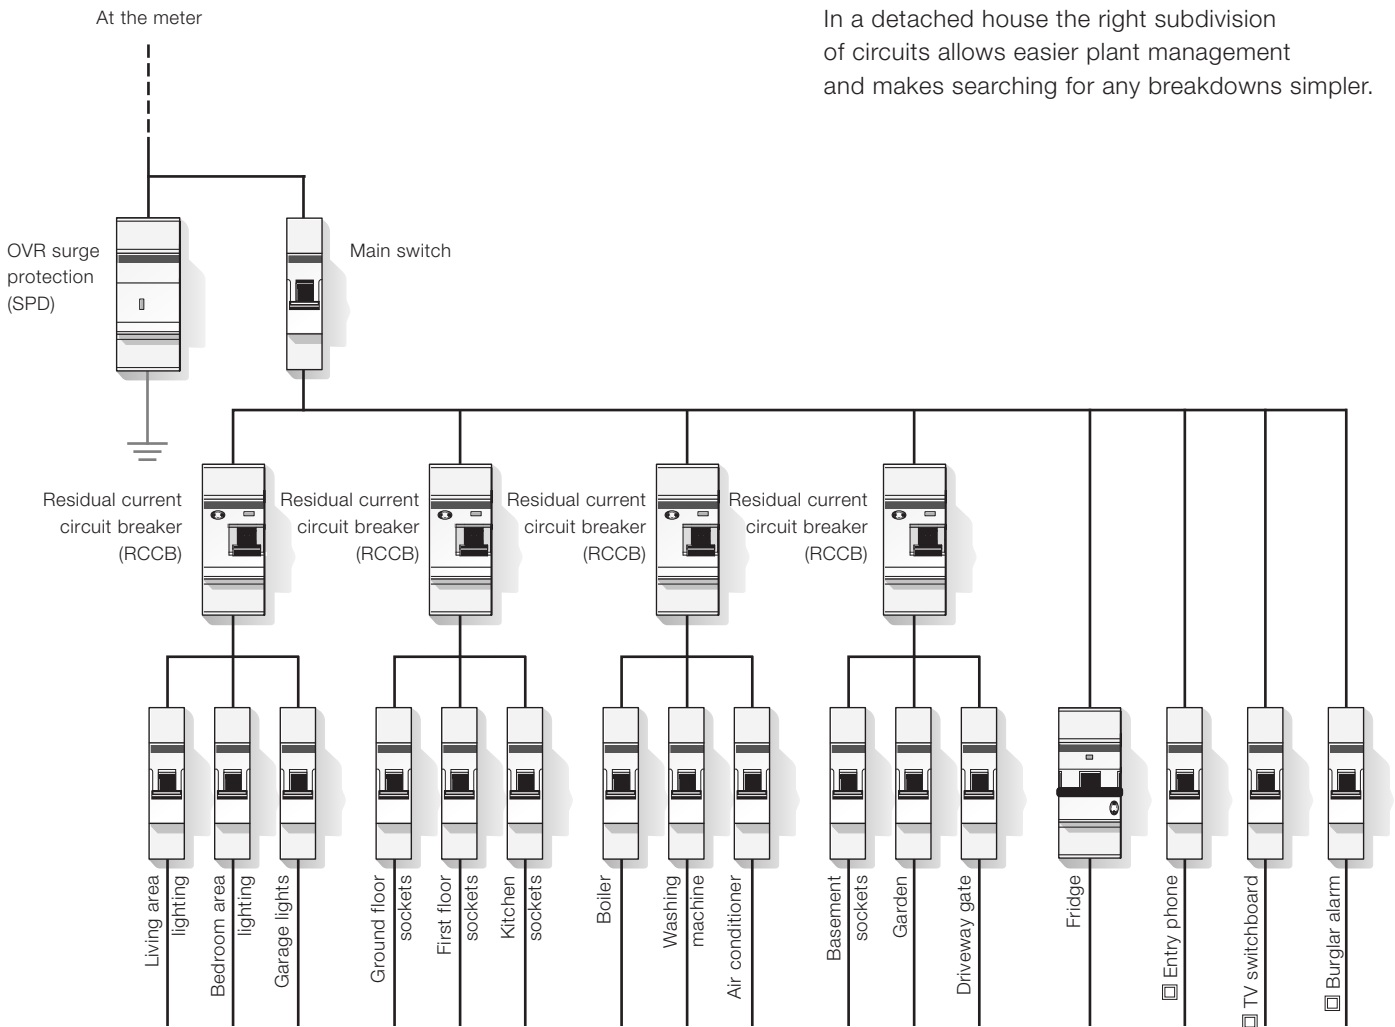 At the meter
In a detached house the right subdivision
of circuits allows easier plant management
and makes searching for any breakdowns simpler.
OVR surge
protection
(SPD)
Main switch
Residual current
circuit breaker
(RCCB)
Residual current
circuit breaker
(RCCB)
Residual current
circuit breaker
(RCCB)
Residual current
circuit breaker
(RCCB)
Living area
lighting
Bedroom area
lighting
Garage lights
Ground floor
sockets
First floor
sockets
Kitchen
sockets
Boiler
Washing
machine
Air conditioner
Basement
sockets
Garden
Driveway gate
Fridge
Entry phone
TV switchboard
Burglar alarm